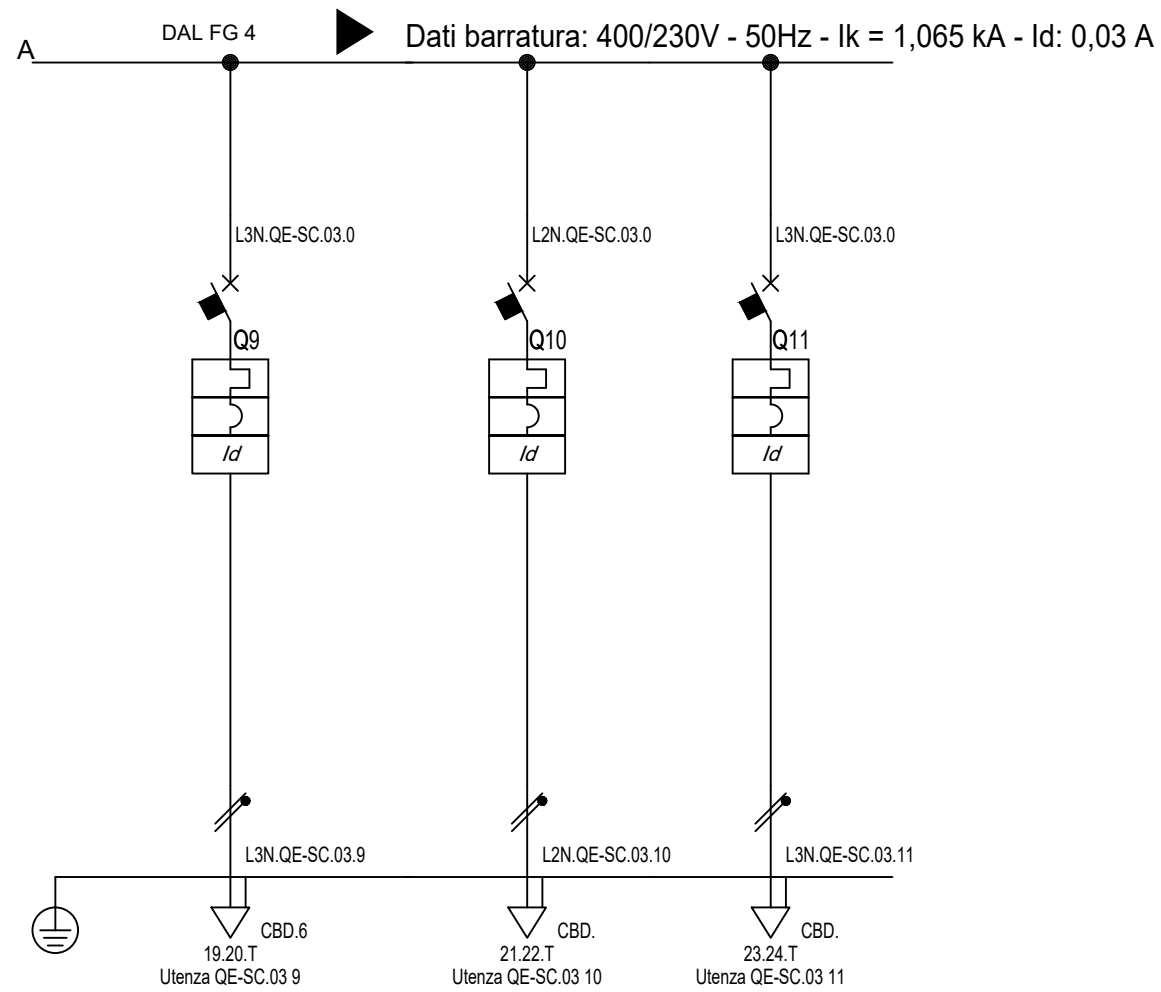 A
DAL FG 4
Dati barratura: 400/230V - 50Hz - Ik = 1,065 kA - Id: 0,03 A
L3N.QE-SC.03.0
L2N.QE-SC.03.0
L3N.QE-SC.03.0
Q9
Q10
Q11
Id
Id
Id
L3N.QE-SC.03.9
L2N.QE-SC.03.10
L3N.QE-SC.03.11
CBD.6
CBD.
CBD.
19.20.T
21.22.T
23.24.T
Utenza QE-SC.03 9
Utenza QE-SC.03 10
Utenza QE-SC.03 11